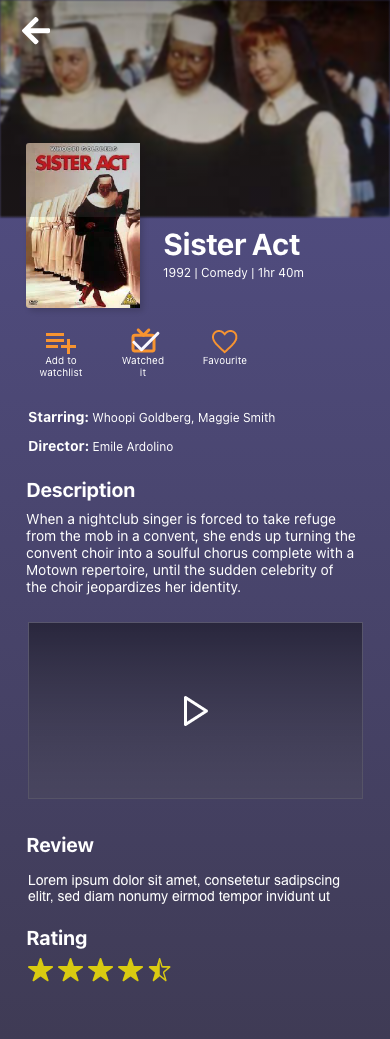 WHOOPI GOLDBERG
SISTER ACT
Sister Act
1992 | Comedy | 1hr 40m
Add to
watchlist
Watched
it
Favourite
Starring: Whoopi Goldberg, Maggie Smith
Director: Emile Ardolino
Description
When a nightclub singer is forced to take refuge
from the mob in a convent, she ends up turning the
convent choir into a soulful chorus complete with a
Motown repertoire, until the sudden celebrity of
the choir jeopardizes her identity.
Review
Lorem ipsum dolor sit amet, consetetur sadipscing
elitr, sed diam nonumy eirmod tempor invidunt ut
Rating